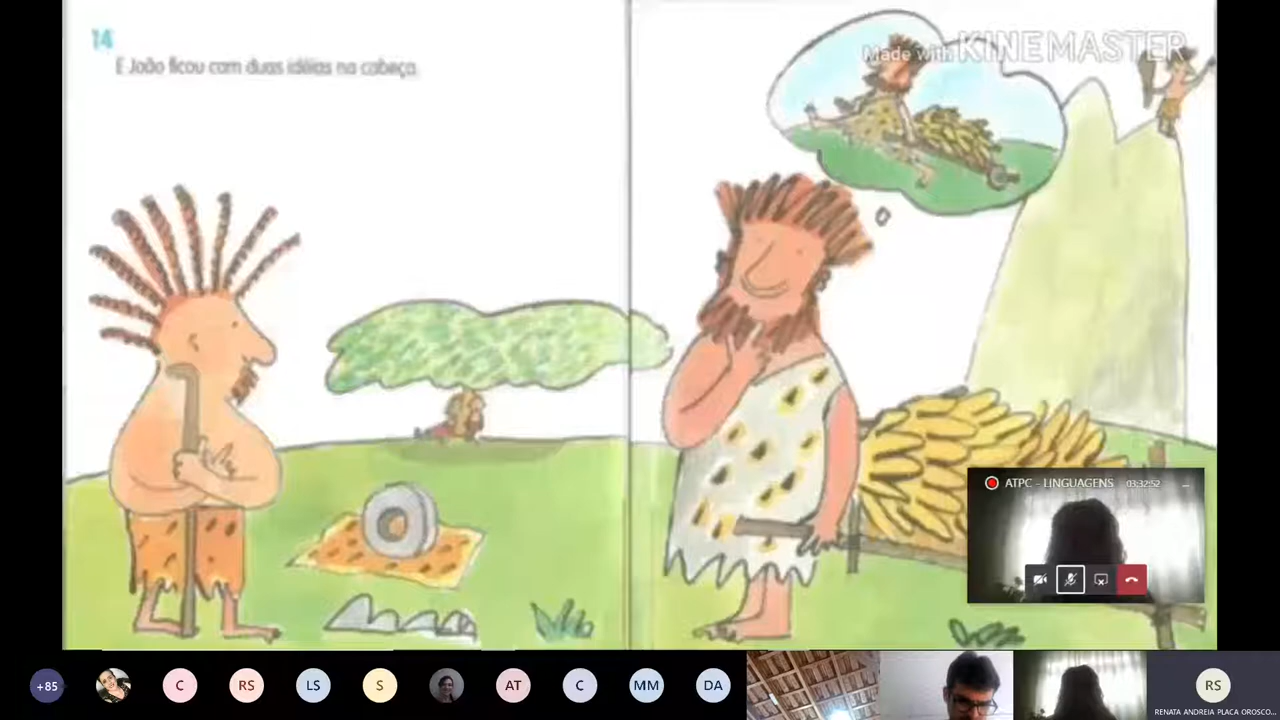 14
E João ficou com duas idéias na cabeça.
Made with KINEMASTER
ATPC - LINGUAGENS 03:32:52
+85 C RS LS S AT C MM DA RS
RENATA ANDREIA PLACA OROSCO...